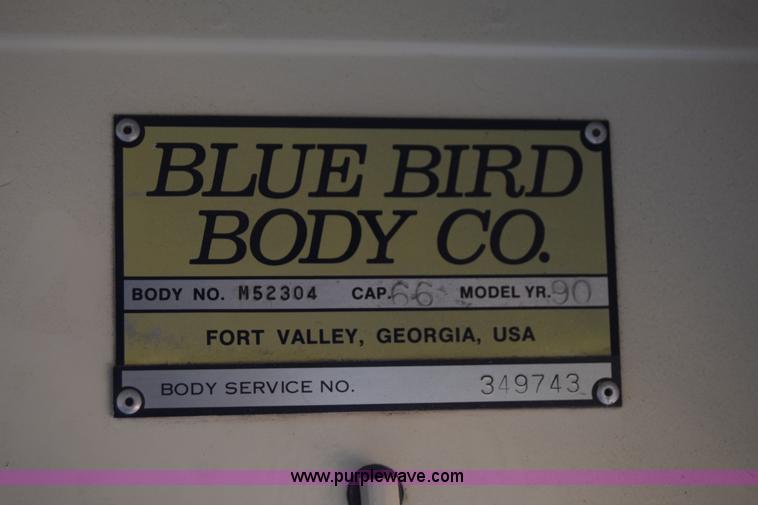 BLUE BIRD
BODY CO.
BODY NO. M52304 CAP. 66 MODEL YR. 90
FORT VALLEY, GEORGIA, USA
BODY SERVICE NO. 349743
www.purplewave.com